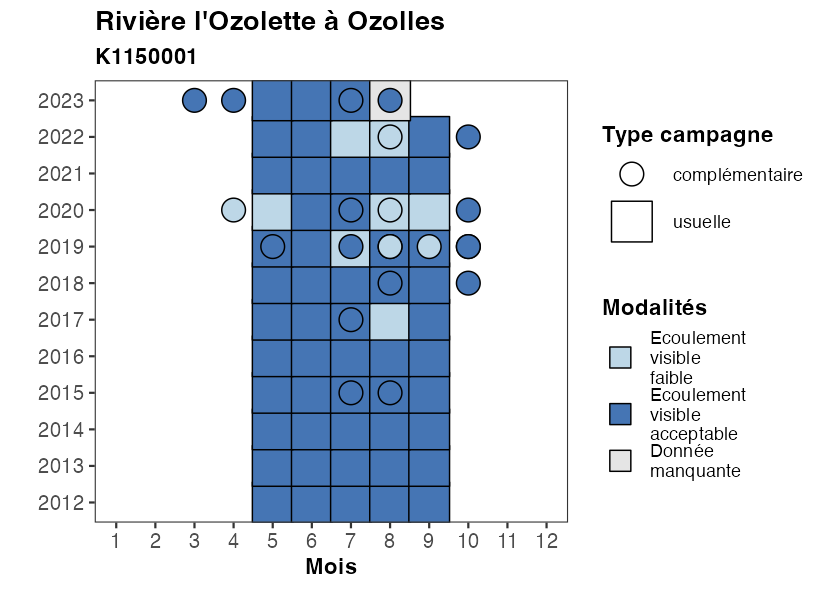 Rivière l'Ozolette à Ozolles
K1150001
2023
2022
2021
2020
2019
2018
2017
2016
2015
2014
2013
2012
1 2 3 4 5 6 7 8 9 10 11 12
Mois
Type campagne
complémentaire
usuelle
Modalités
Ecoulement
visible
faible
Ecoulement
visible
acceptable
Donnée
manquante